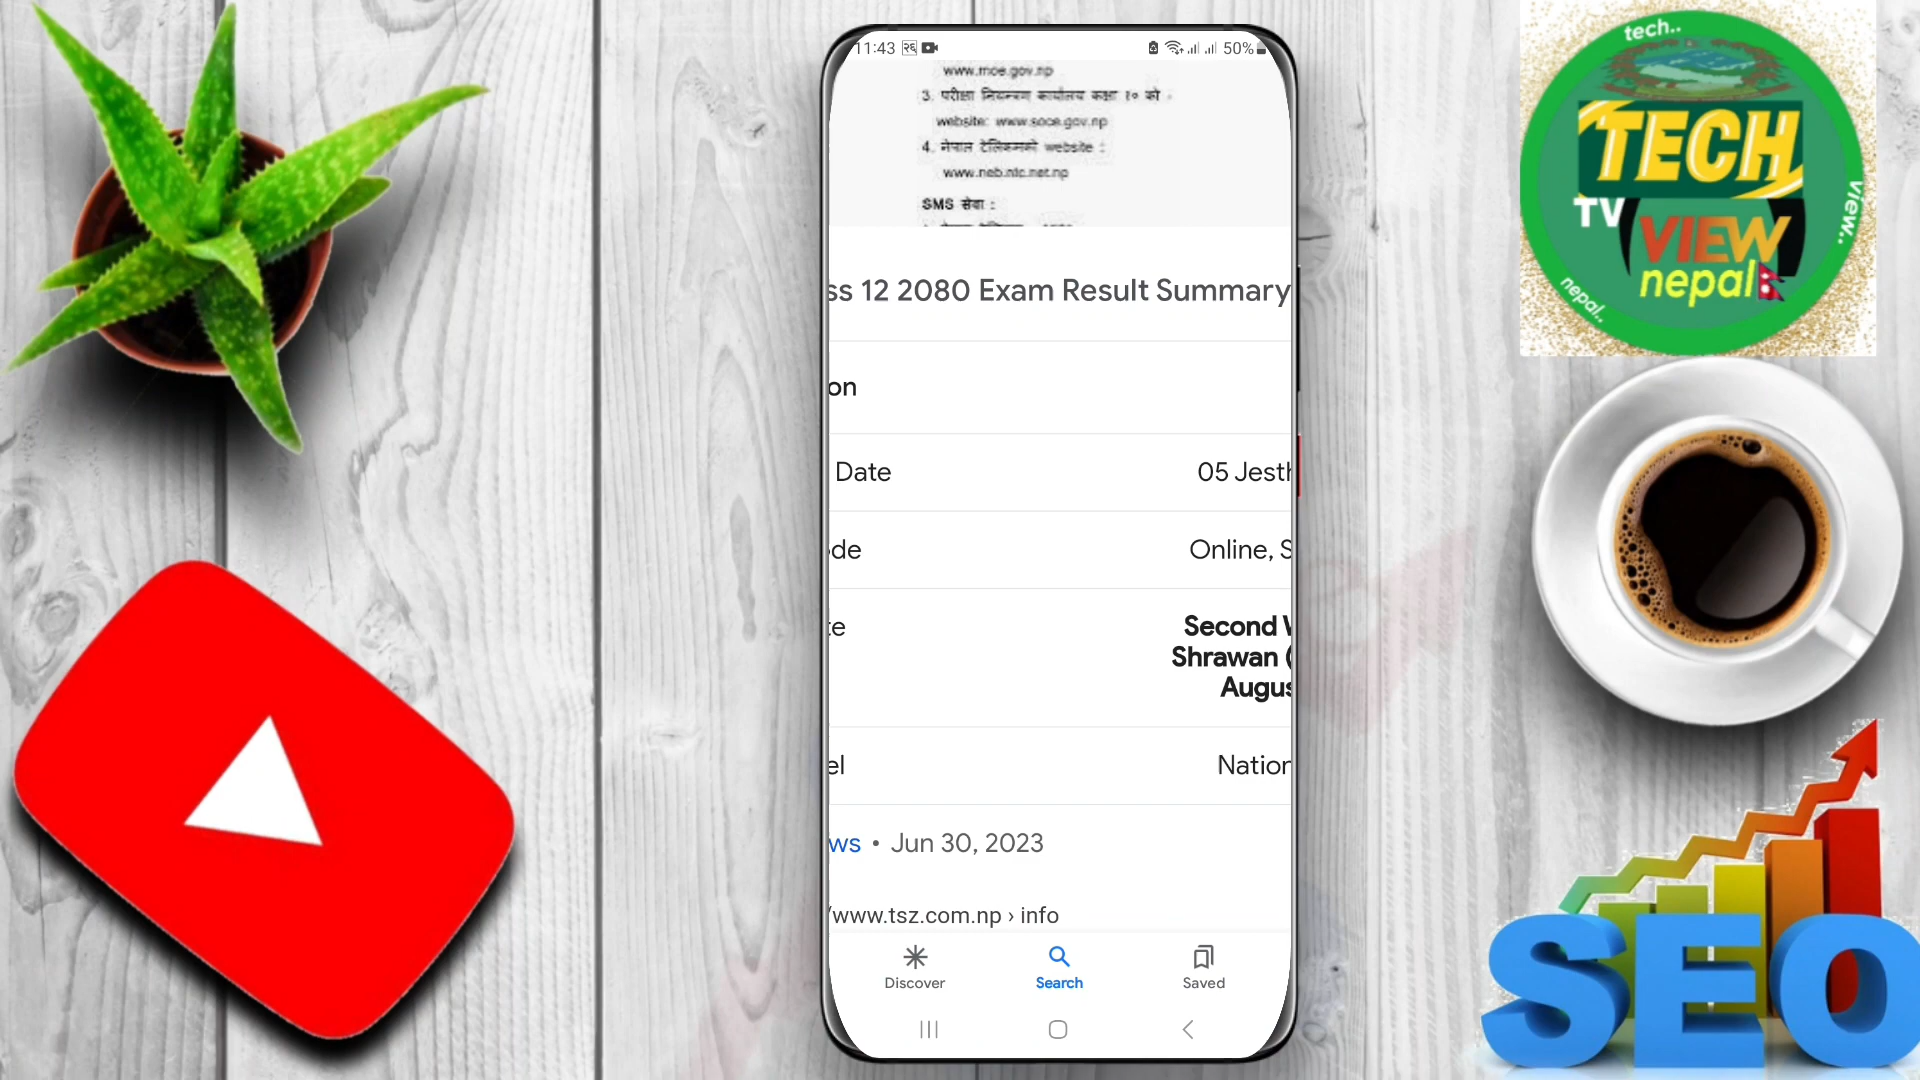 11:43
50%
www.moe.gov.np
3. परीक्षा नियन्त्रण कार्यालय कक्षा १० को
website: www.soce.gov.np
4. नेपाल टेलिकमको website :
www.neb.ntc.net.np
SMS सेवा :
ss 12 2080 Exam Result Summary
on
Date 05 Jesth
de Online, S
te Second W
Shrawan (
Augus
el Nation
ws • Jun 30, 2023
/www.tsz.com.np › info
Discover Search Saved
tech..
TECH
TV
VIEW
nepal
view..
nepal..
SEO